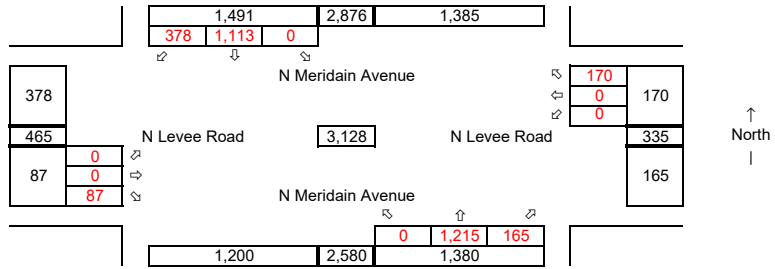 1,491 2,876 1,385
378 1,113 0
N Meridain Avenue
170
378 0 170
0
465 N Levee Road 3,128 N Levee Road 335 North
0
87 0 165
87 N Meridain Avenue
0 1,215 165
1,200 2,580 1,380